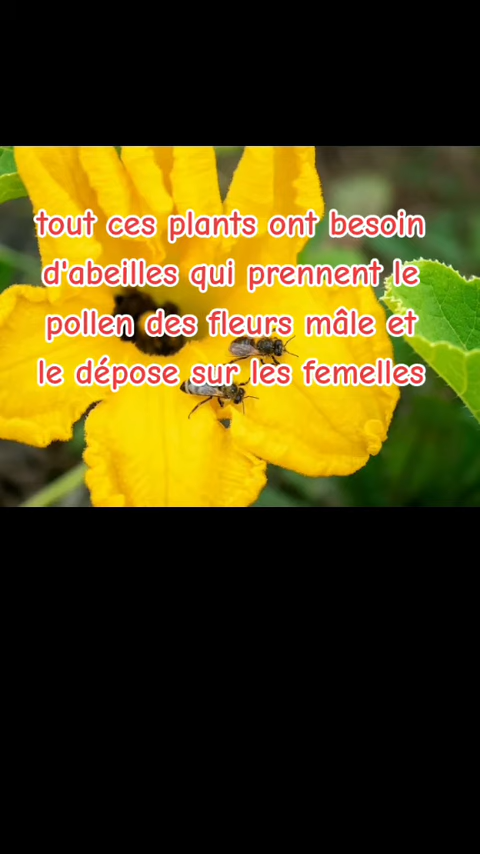 tout ces plants ont besoin
d'abeilles qui prennent le
pollen des fleurs mâle et
le dépose sur les femelles